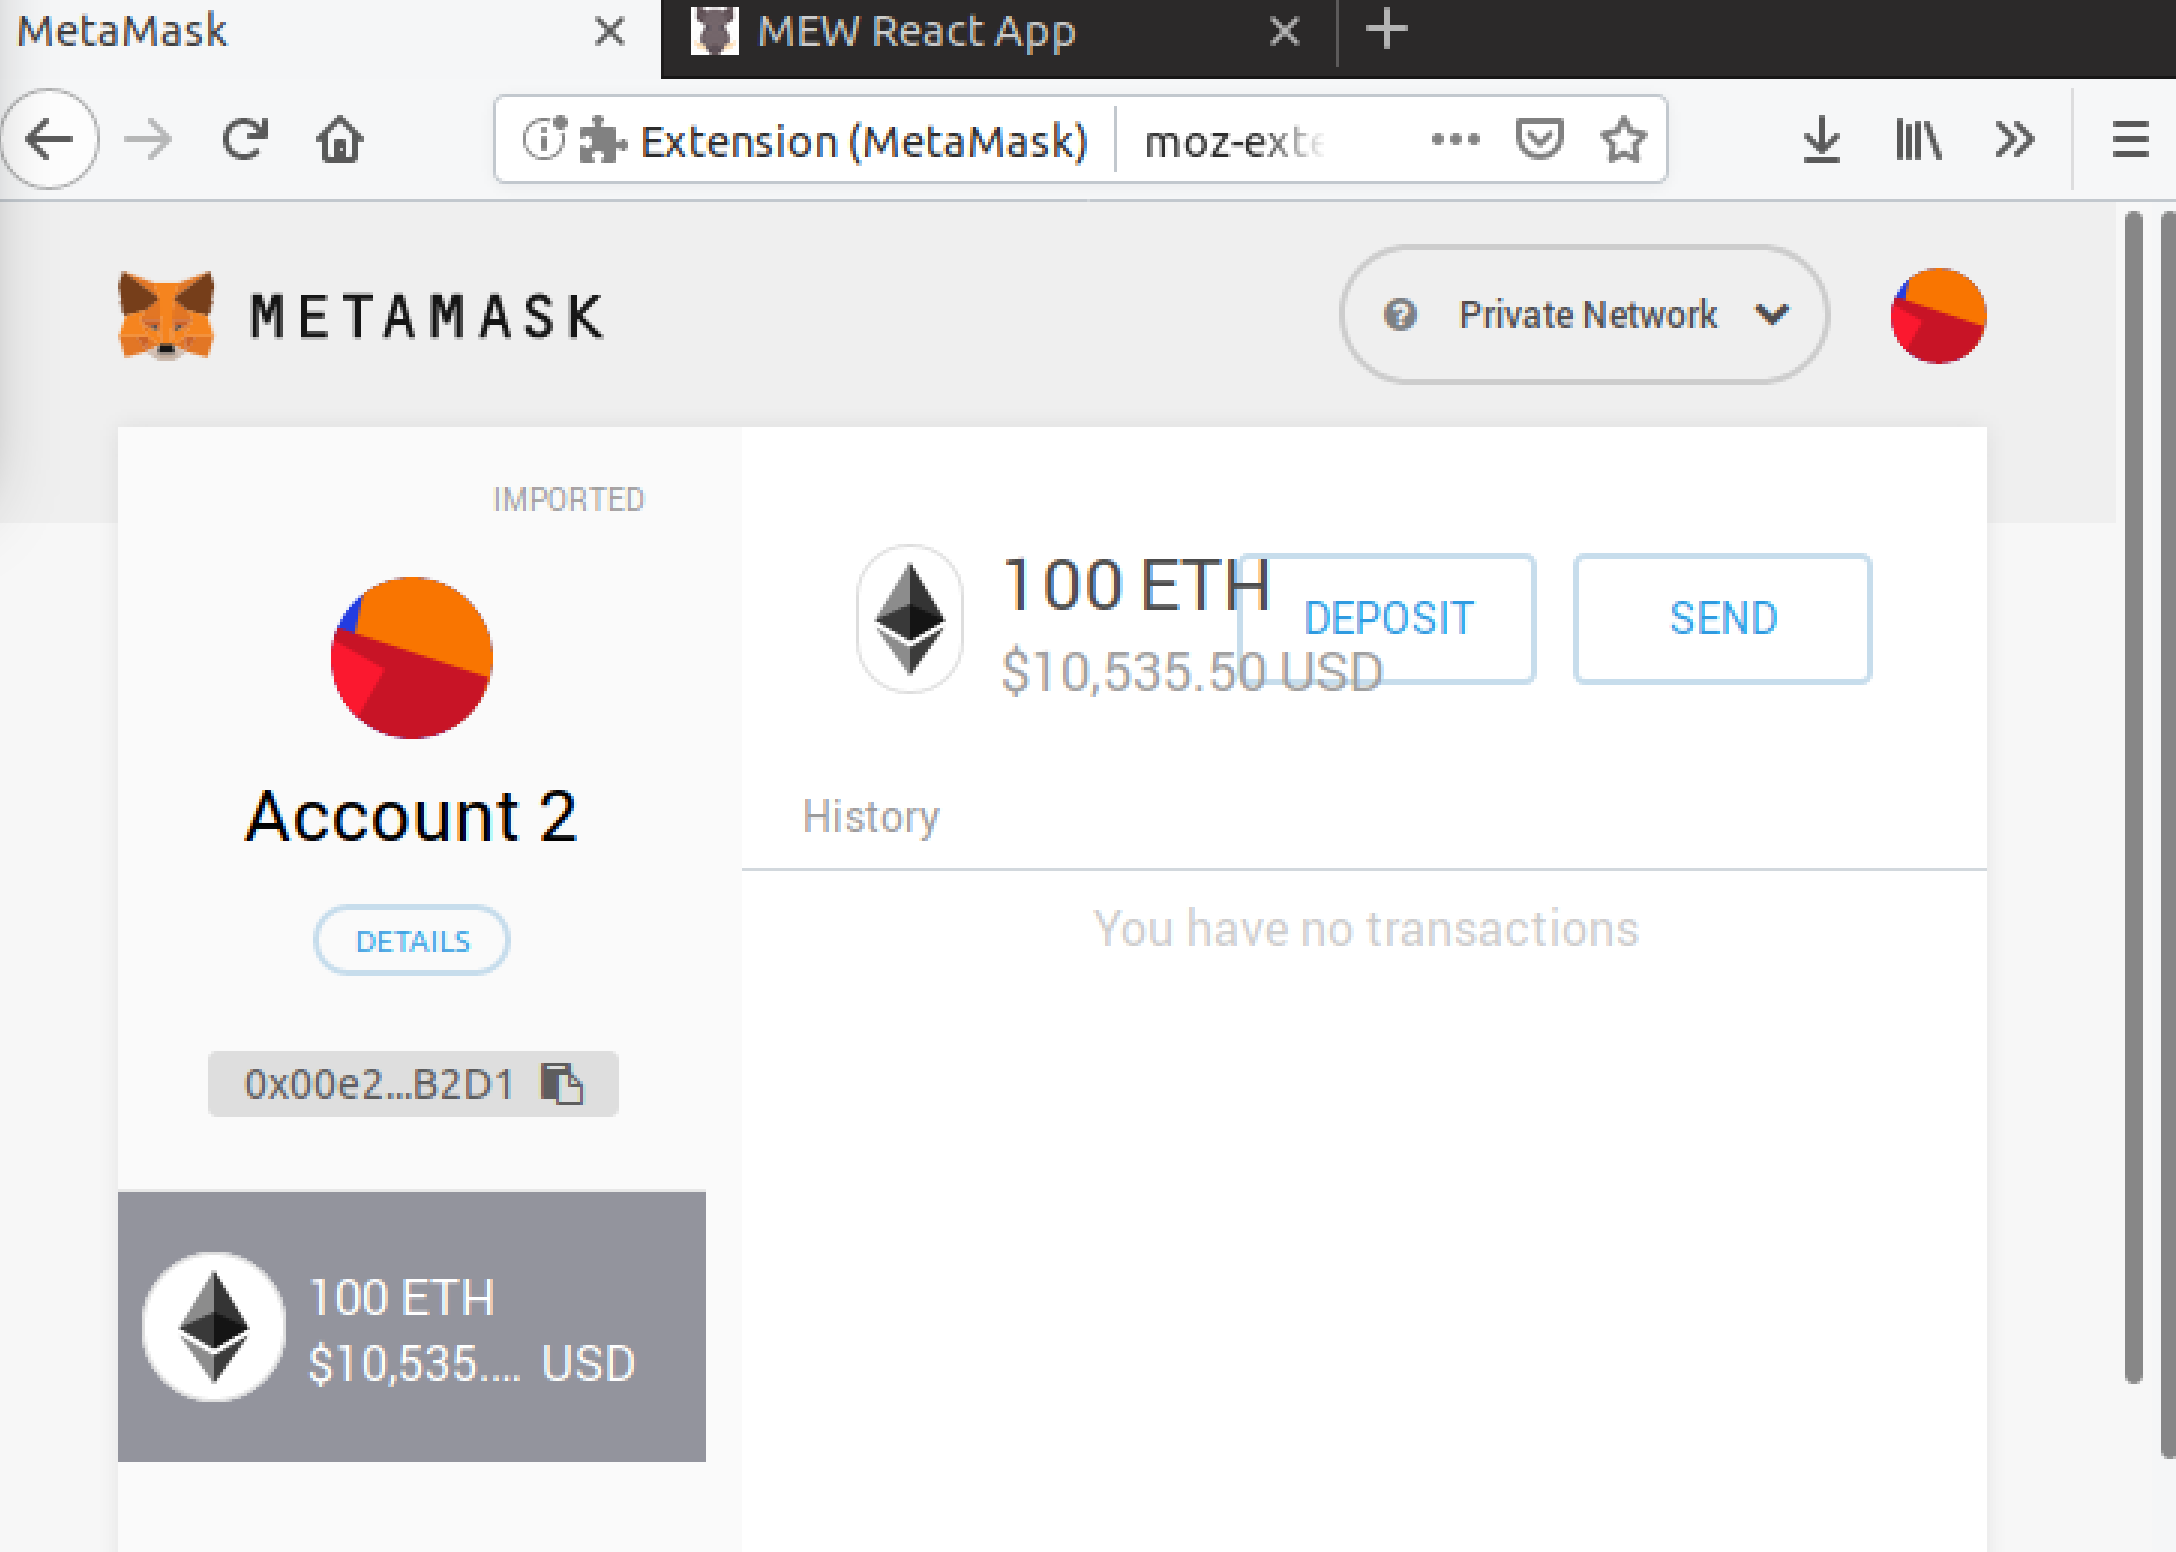 MetaMask
MEW React App
Extension (MetaMask)
moz-exte
METAMASK
Private Network
IMPORTED
Account 2
DETAILS
0x00e2...B2D1
100 ETH
$10,535.... USD
100 ETH
$10,535.50 USD
DEPOSIT
SEND
History
You have no transactions